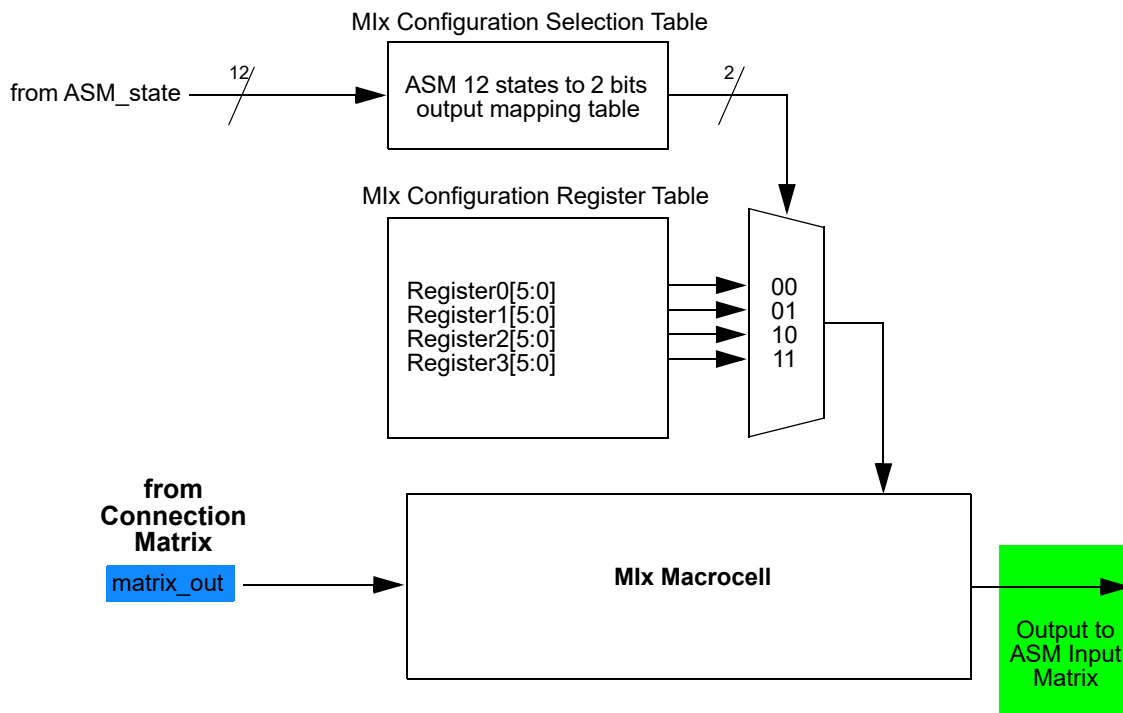 MIx Configuration Selection Table
12
2
from ASM_state
ASM 12 states to 2 bits
output mapping table
MIx Configuration Register Table
Register0[5:0]
Register1[5:0]
Register2[5:0]
Register3[5:0]
00
01
10
11
from
Connection
Matrix
matrix_out
MIx Macrocell
Output to
ASM Input
Matrix